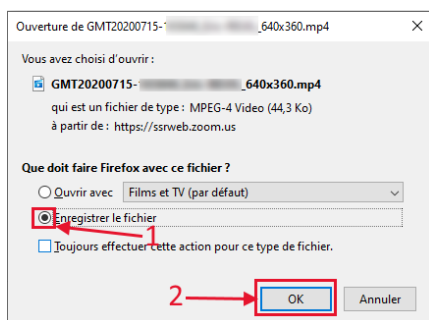 Ouverture de GMT20200715- _640x360.mp4
Vous avez choisi d'ouvrir :
GMT20200715- _640x360.mp4
qui est un fichier de type : MPEG-4 Video (44,3 Ko)
à partir de : https://ssrweb.zoom.us
Que doit faire Firefox avec ce fichier ?
Ouvrir avec Films et TV (par défaut)
Enregistrer le fichier
1
Toujours effectuer cette action pour ce type de fichier.
2
OK Annuler